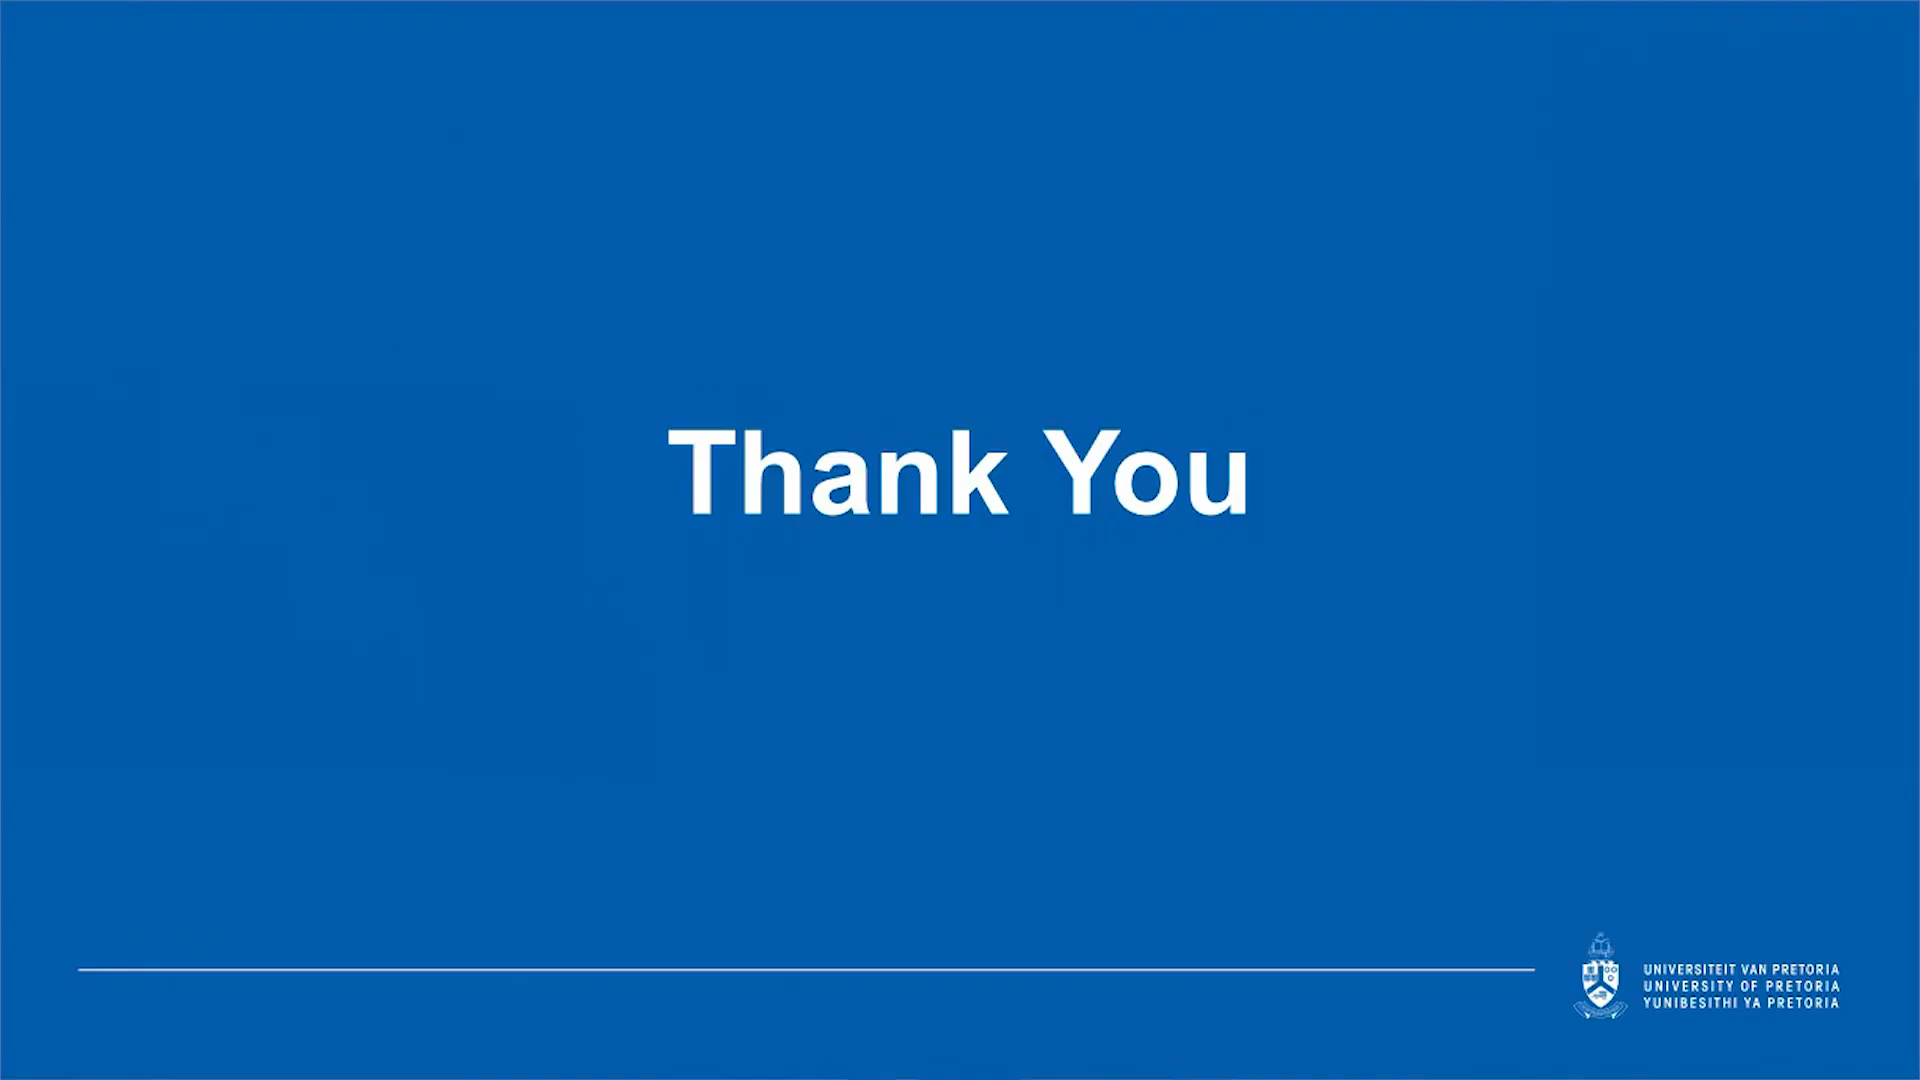 Thank You
UNIVERSITEIT VAN PRETORIA
UNIVERSITY OF PRETORIA
YUNIBESITHI YA PRETORIA